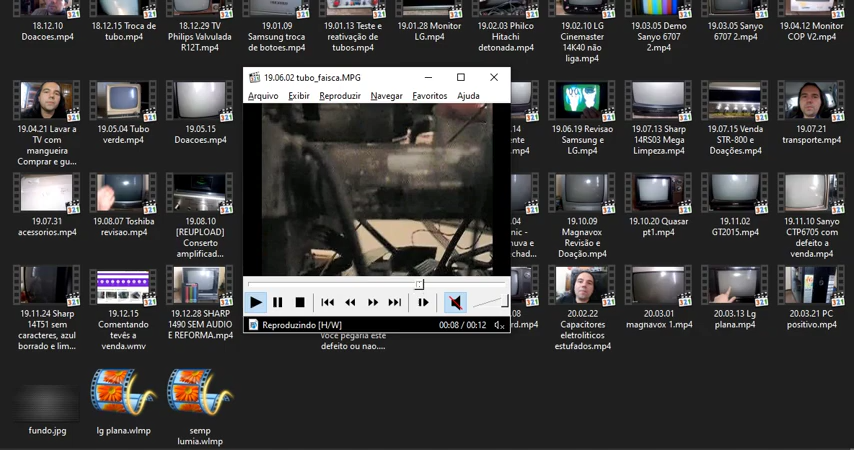 18.12.10 Doacoes.mp4
18.12.15 Troca de tubo.mp4
18.12.29 TV Philips Valvulada R12T.mp4
19.01.09 Samsung troca de botoes.mp4
19.01.13 Teste e reativação de tubos.mp4
19.01.28 Monitor LG.mp4
19.02.03 Philco Hitachi detonada.mp4
19.02.10 LG Cinemaster 14K40 não liga.mp4
19.03.05 Demo Sanyo 6707 2.mp4
19.03.05 Sanyo 6707 2.mp4
19.04.12 Monitor COP V2.mp4
19.06.02 tubo_faisca.MPG
Arquivo Exibir Reproduzir Navegar Favoritos Ajuda
19.04.21 Lavar a TV com mangueira Comprar e gu...
19.05.04 Tubo verde.mp4
19.05.15 Doacoes.mp4
19.06.19 Revisao Samsung e LG.mp4
19.07.13 Sharp 14RS03 Mega Limpeza.mp4
19.07.15 Venda STR-800 e Doações.mp4
19.07.21 transporte.mp4
19.07.31 acessorios.mp4
19.08.07 Toshiba revisao.mp4
19.08.10 [REUPLOAD] Conserto amplificad...
19.10.09 Magnavox Revisão e Doação.mp4
19.10.20 Quasar pt1.mp4
19.11.02 GT2015.mp4
19.11.10 Sanyo CTP6705 com defeito a venda.mp4
19.11.24 Sharp 14T51 sem caracteres, azul borrado e lim...
19.12.15 Comentando tevês a venda.wmv
19.12.28 SHARP 1490 SEM AUDIO E REFORMA.mp4
Reproduzindo [H/W]
00:08 / 00:12
voce pegaria este defeito ou nao....
20.02.22 Capacitores eletroliticos estufados.mp4
20.03.01 magnavox 1.mp4
20.03.13 Lg plana.mp4
20.03.21 PC positivo.mp4
fundo.jpg
lg plana.wlmp
semp lumia.wlmp